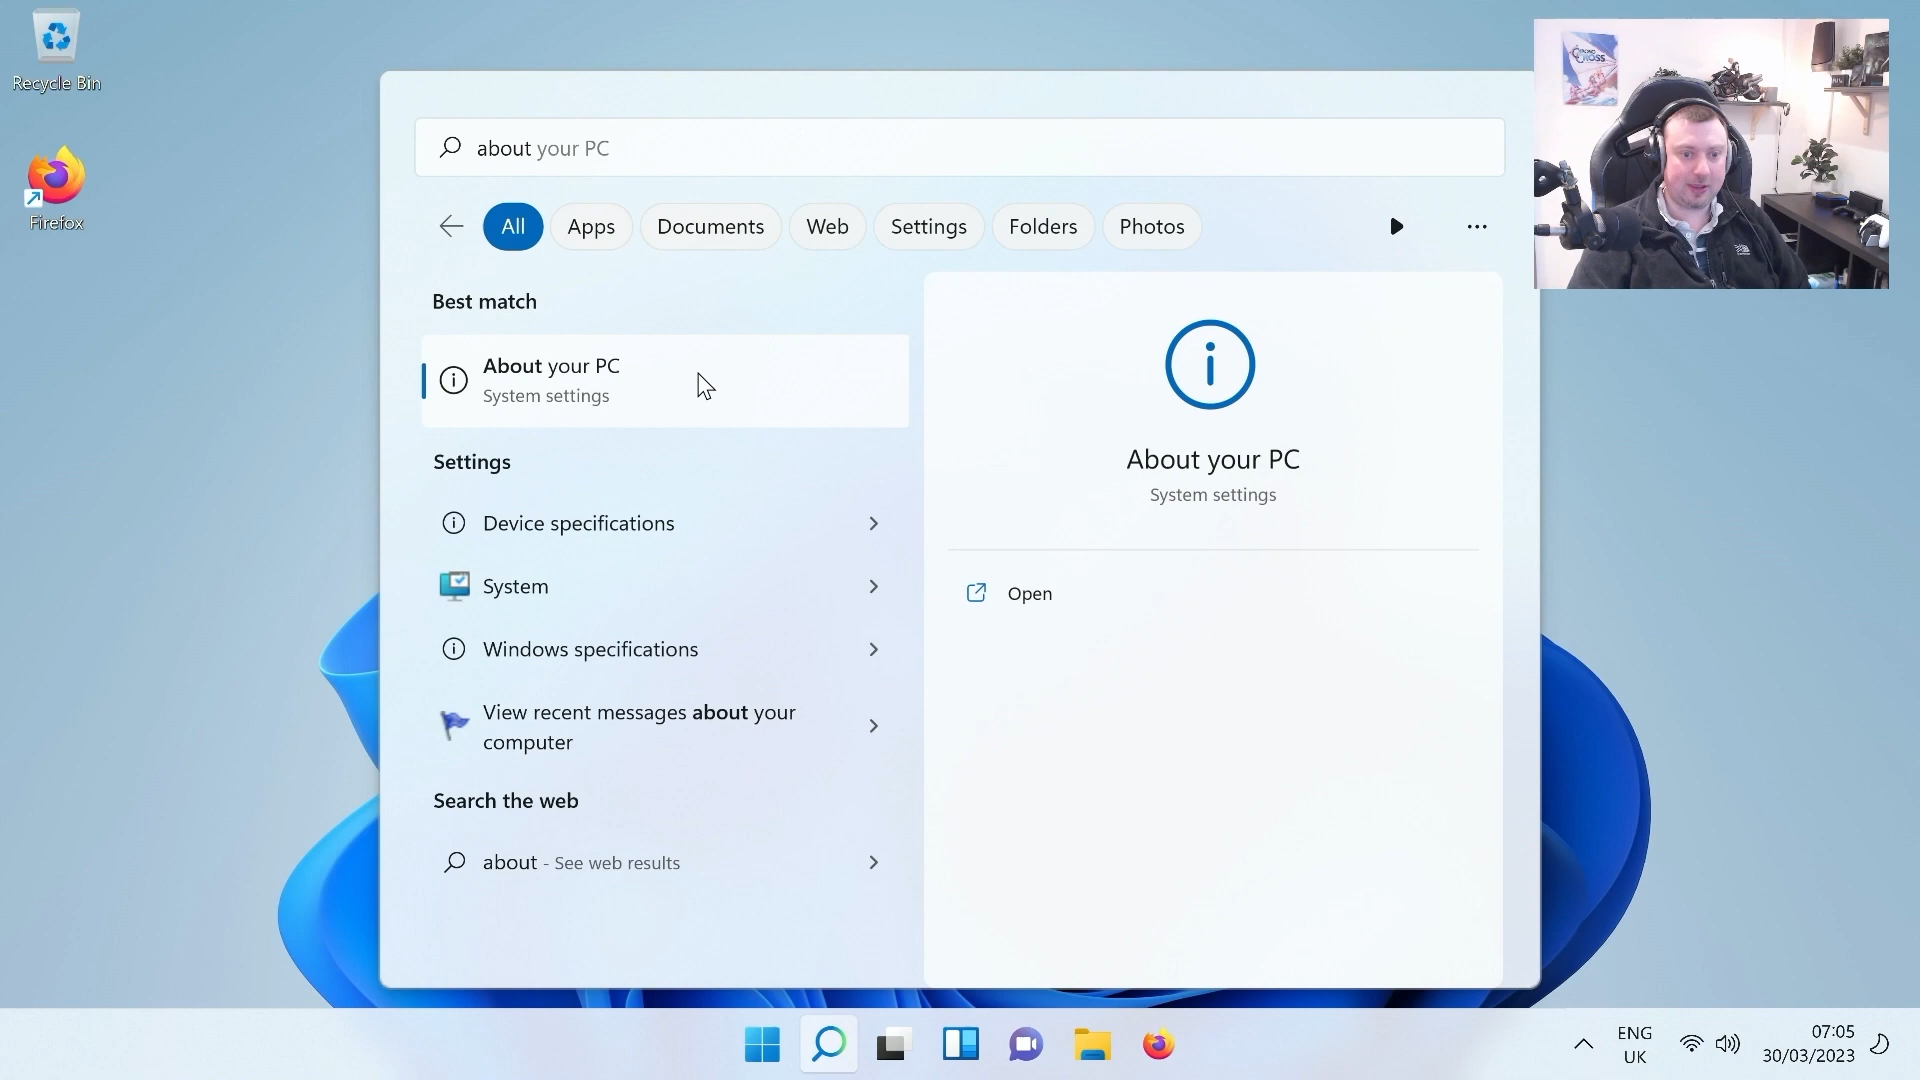 Recycle Bin
Firefox
about your PC
All
Apps
Documents
Web
Settings
Folders
Photos
Best match
About your PC
System settings
Settings
Device specifications
System
Windows specifications
View recent messages about your
computer
Search the web
about - See web results
About your PC
System settings
Open
CHRONO
CROSS
ENG
UK
07:05
30/03/2023